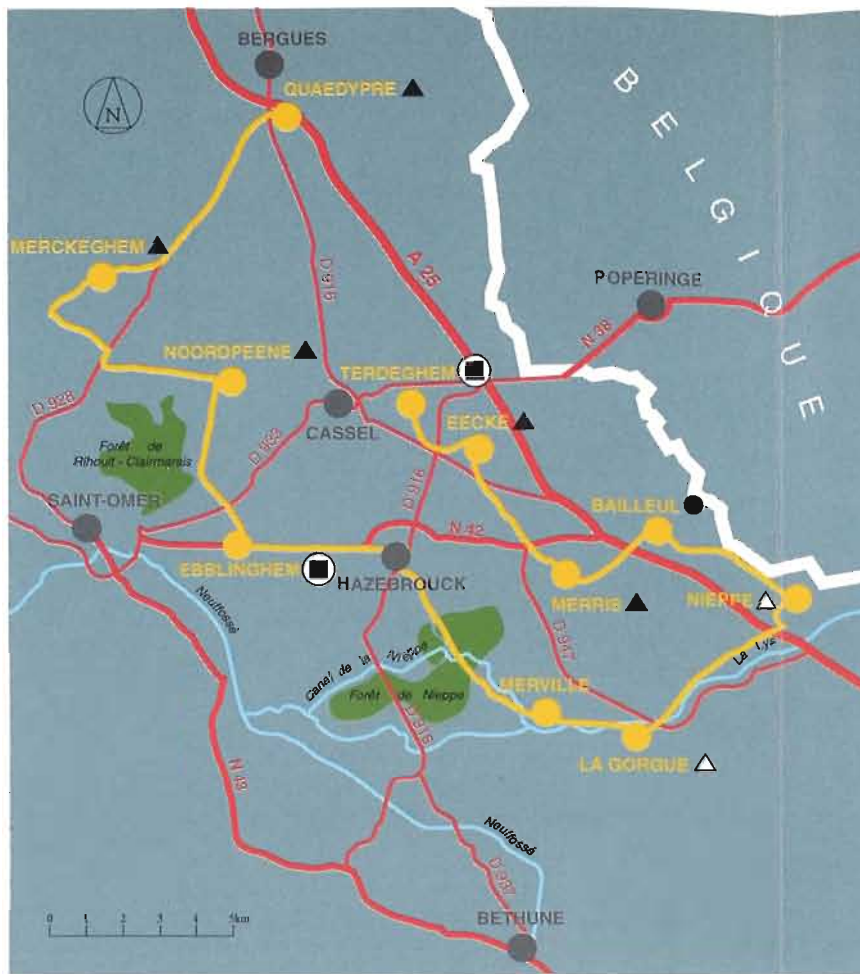 BERGUES
QUAEDYPRE
N
BELGIQUE
MERCKEGHEM
A 25
D 916
POPERINGE
N 38
NOORDPEENE
TERDEGHEM
D 928
CASSEL
EECKE
Forêt de
Rihoult - Clairmarais
D 933
D 916
SAINT-OMER
BAILLEUL
N 42
EBBLINGHEM
HAZEBROUCK
MERRIS
NIEPPE
Neuffossé
D 947
La Lys
Canal de la Nieppe
Forêt de Nieppe
MERVILLE
D 916
LA GORGUE
N 43
Neuffossé
D 937
0 1 2 3 4 5km
BETHUNE